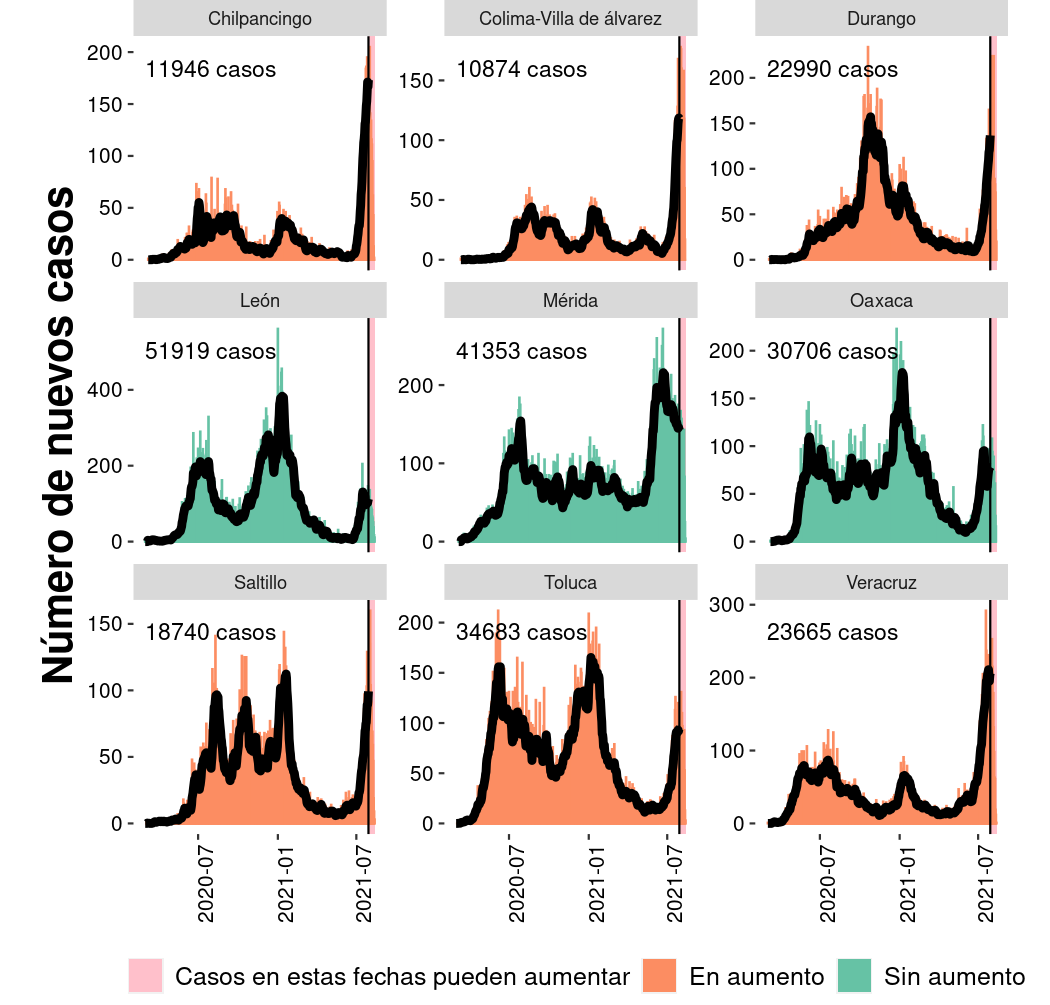 Número de nuevos casos
Chilpancingo
Colima-Villa de álvarez
Durango
200
150
100
50
0
11946 casos
150
100
50
0
10874 casos
200
150
100
50
0
22990 casos
León
Mérida
Oaxaca
400
200
0
51919 casos
200
100
0
41353 casos
200
150
100
50
0
30706 casos
Saltillo
Toluca
Veracruz
150
100
50
0
18740 casos
200
150
100
50
0
34683 casos
300
200
100
0
23665 casos
2020-07
2021-01
2021-07
2020-07
2021-01
2021-07
2020-07
2021-01
2021-07
Casos en estas fechas pueden aumentar
En aumento
Sin aumento